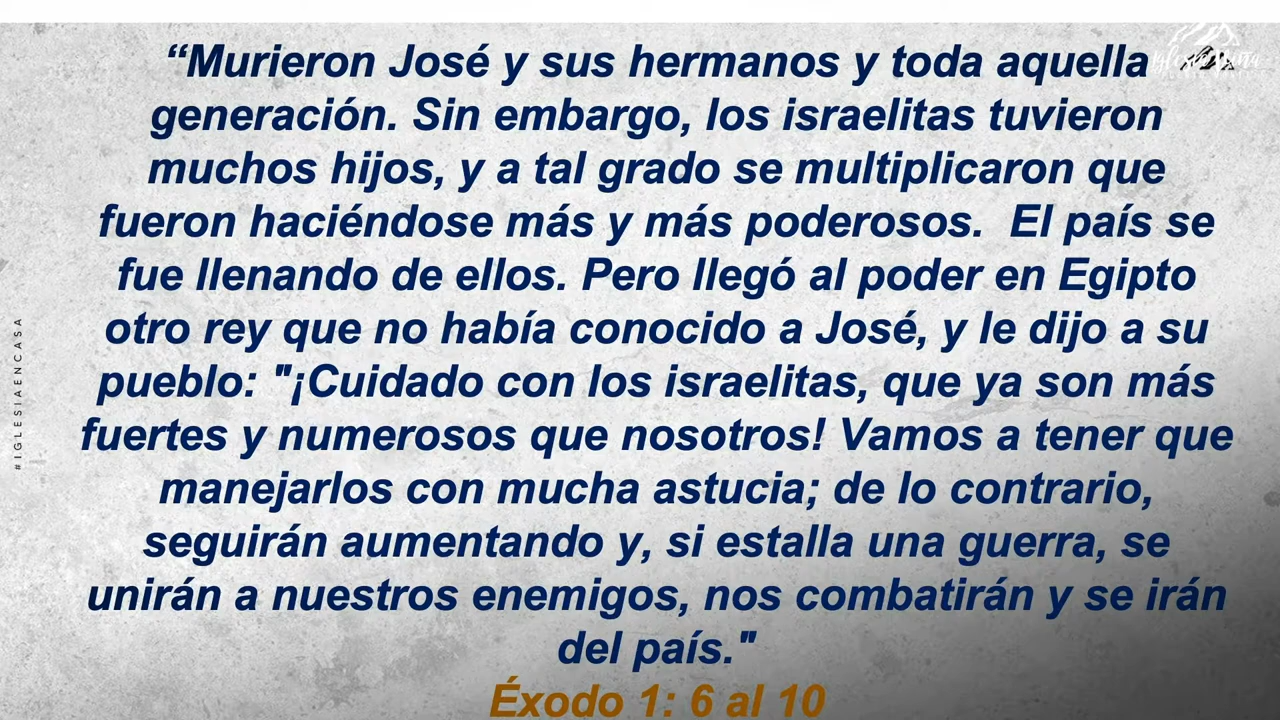 “Murieron José y sus hermanos y toda aquella
generación. Sin embargo, los israelitas tuvieron
muchos hijos, y a tal grado se multiplicaron que
fueron haciéndose más y más poderosos.  El país se
fue llenando de ellos. Pero llegó al poder en Egipto
otro rey que no había conocido a José, y le dijo a su
pueblo: "¡Cuidado con los israelitas, que ya son más
fuertes y numerosos que nosotros! Vamos a tener que
manejarlos con mucha astucia; de lo contrario,
seguirán aumentando y, si estalla una guerra, se
unirán a nuestros enemigos, nos combatirán y se irán
del país."
Éxodo 1: 6 al 10
#IGLESIAENCASA